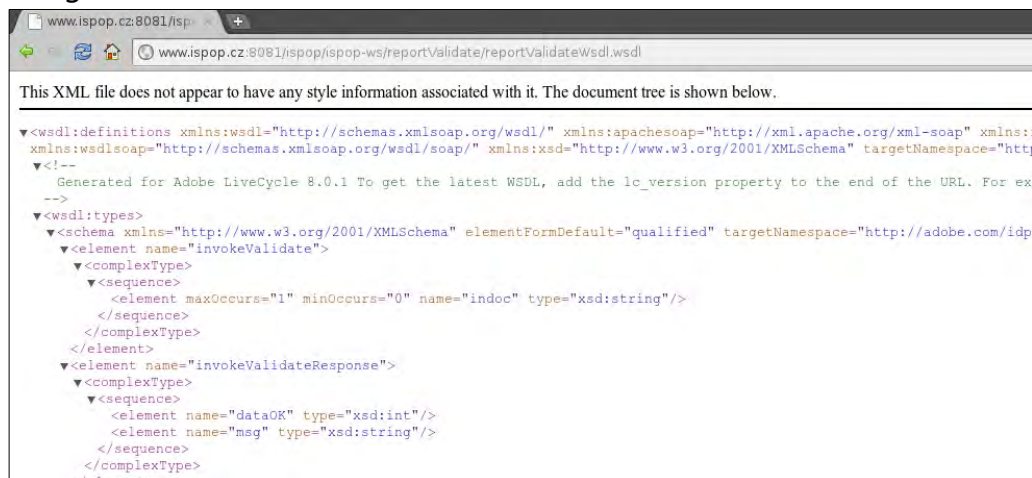 www.ispop.cz:8081/isp
www.ispop.cz:8081/ispop/ispop-ws/reportValidate/reportValidateWsdl.wsdl
This XML file does not appear to have any style information associated with it. The document tree is shown below.
▼<wsdl:definitions xmlns:wsdl="http://schemas.xmlsoap.org/wsdl/" xmlns:apachesoap="http://xml.apache.org/xml-soap" xmlns:
xmlns:wsdlsoap="http://schemas.xmlsoap.org/wsdl/soap/" xmlns:xsd="http://www.w3.org/2001/XMLSchema" targetNamespace="http
▼<!--
Generated for Adobe LiveCycle 8.0.1 To get the latest WSDL, add the lc_version property to the end of the URL. For ex
-->
▼<wsdl:types>
▼<schema xmlns="http://www.w3.org/2001/XMLSchema" elementFormDefault="qualified" targetNamespace="http://adobe.com/idp
▼<element name="invokeValidate">
▼<complexType>
▼<sequence>
<element maxOccurs="1" minOccurs="0" name="indoc" type="xsd:string"/>
</sequence>
</complexType>
</element>
▼<element name="invokeValidateResponse">
▼<complexType>
▼<sequence>
<element name="dataOK" type="xsd:int"/>
<element name="msg" type="xsd:string"/>
</sequence>
</complexType>